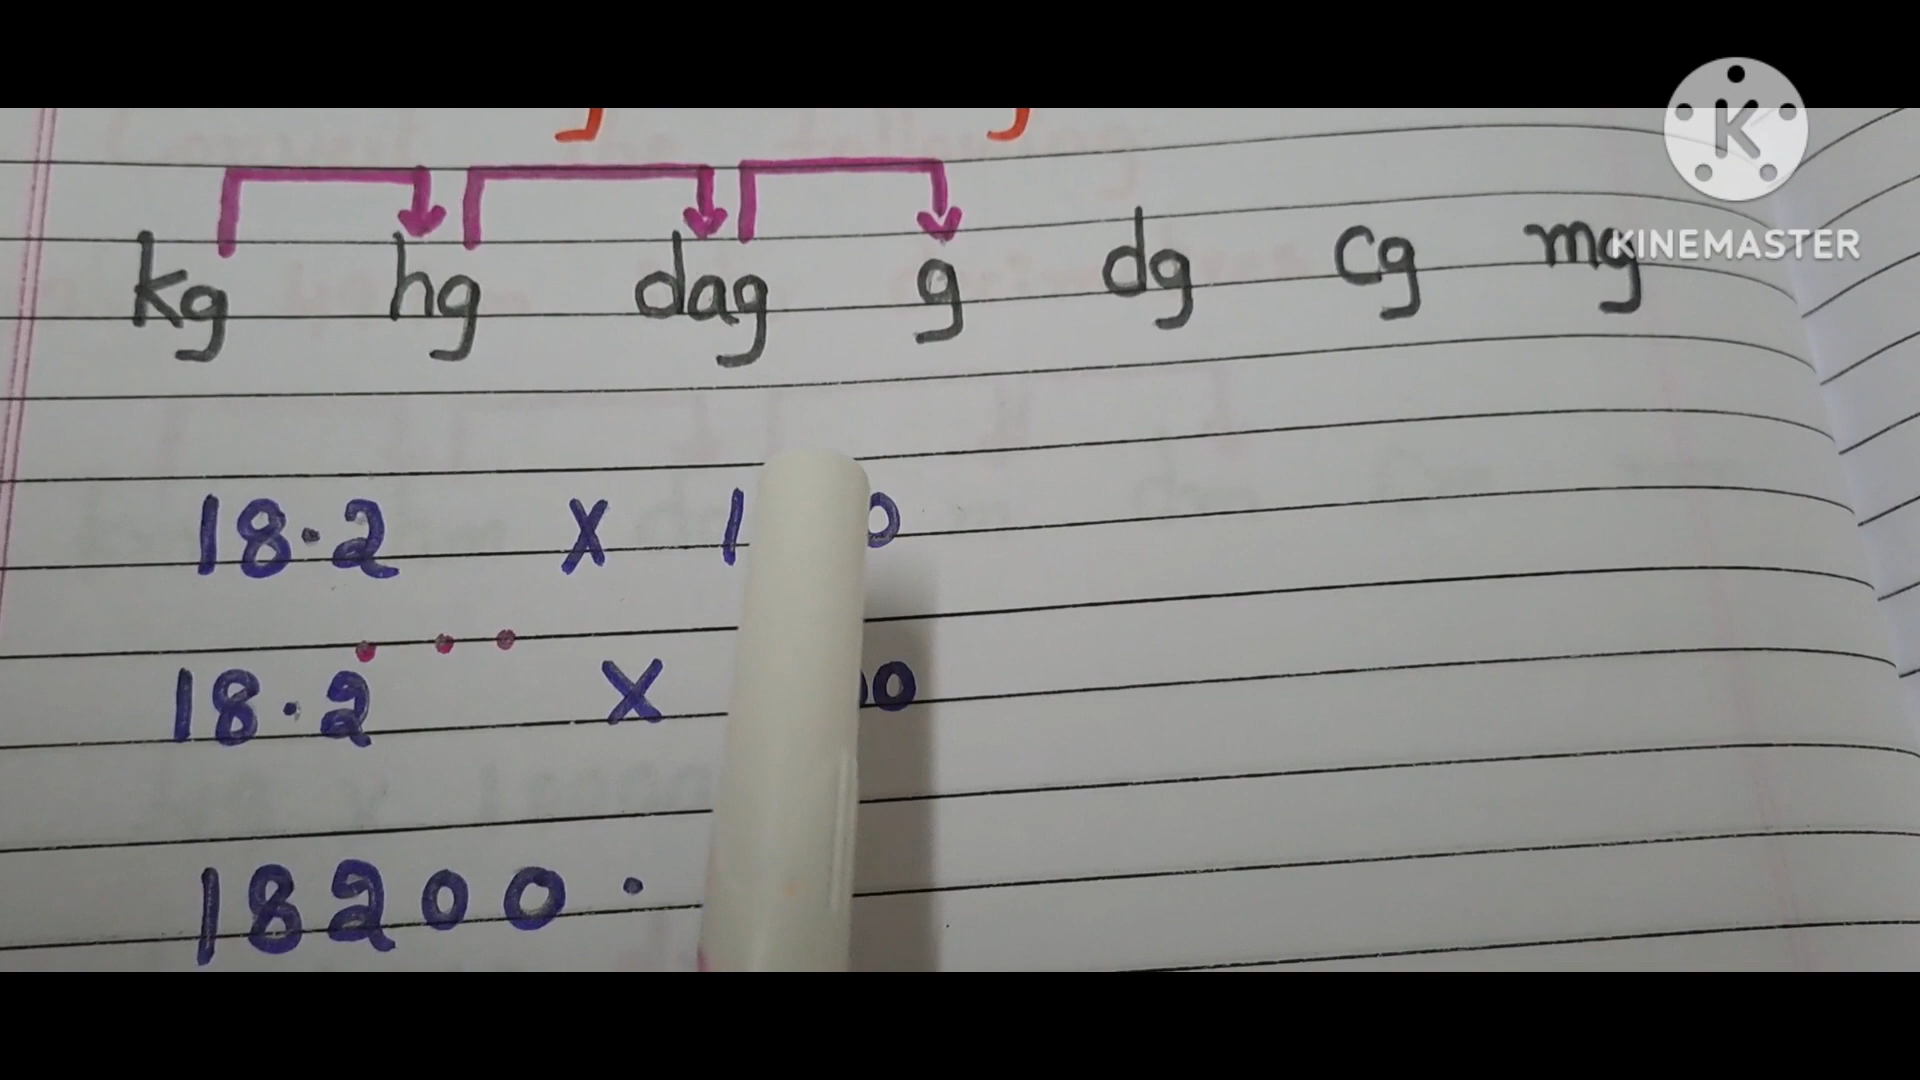 KINEMASTER
kg hg dag g dg cg mg
18.2 x 1
18.2 x
18200.